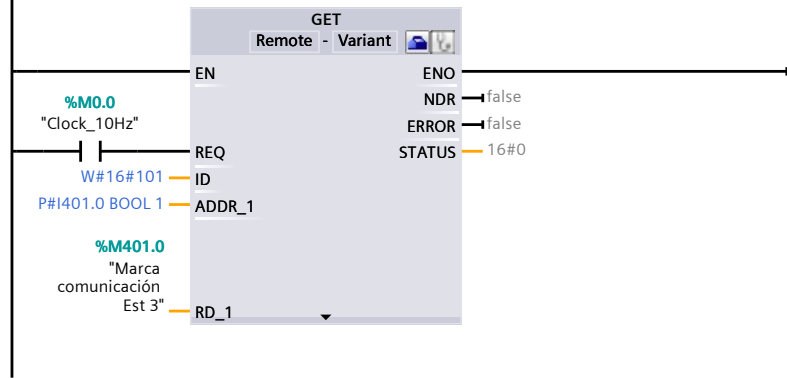 GET
Remote - Variant
EN
ENO
%M0.0
"Clock_10Hz"
NDR
false
ERROR
false
REQ
STATUS
16#0
W#16#101
ID
P#I401.0 BOOL 1
ADDR_1
%M401.0
"Marca
comunicación
Est 3"
RD_1